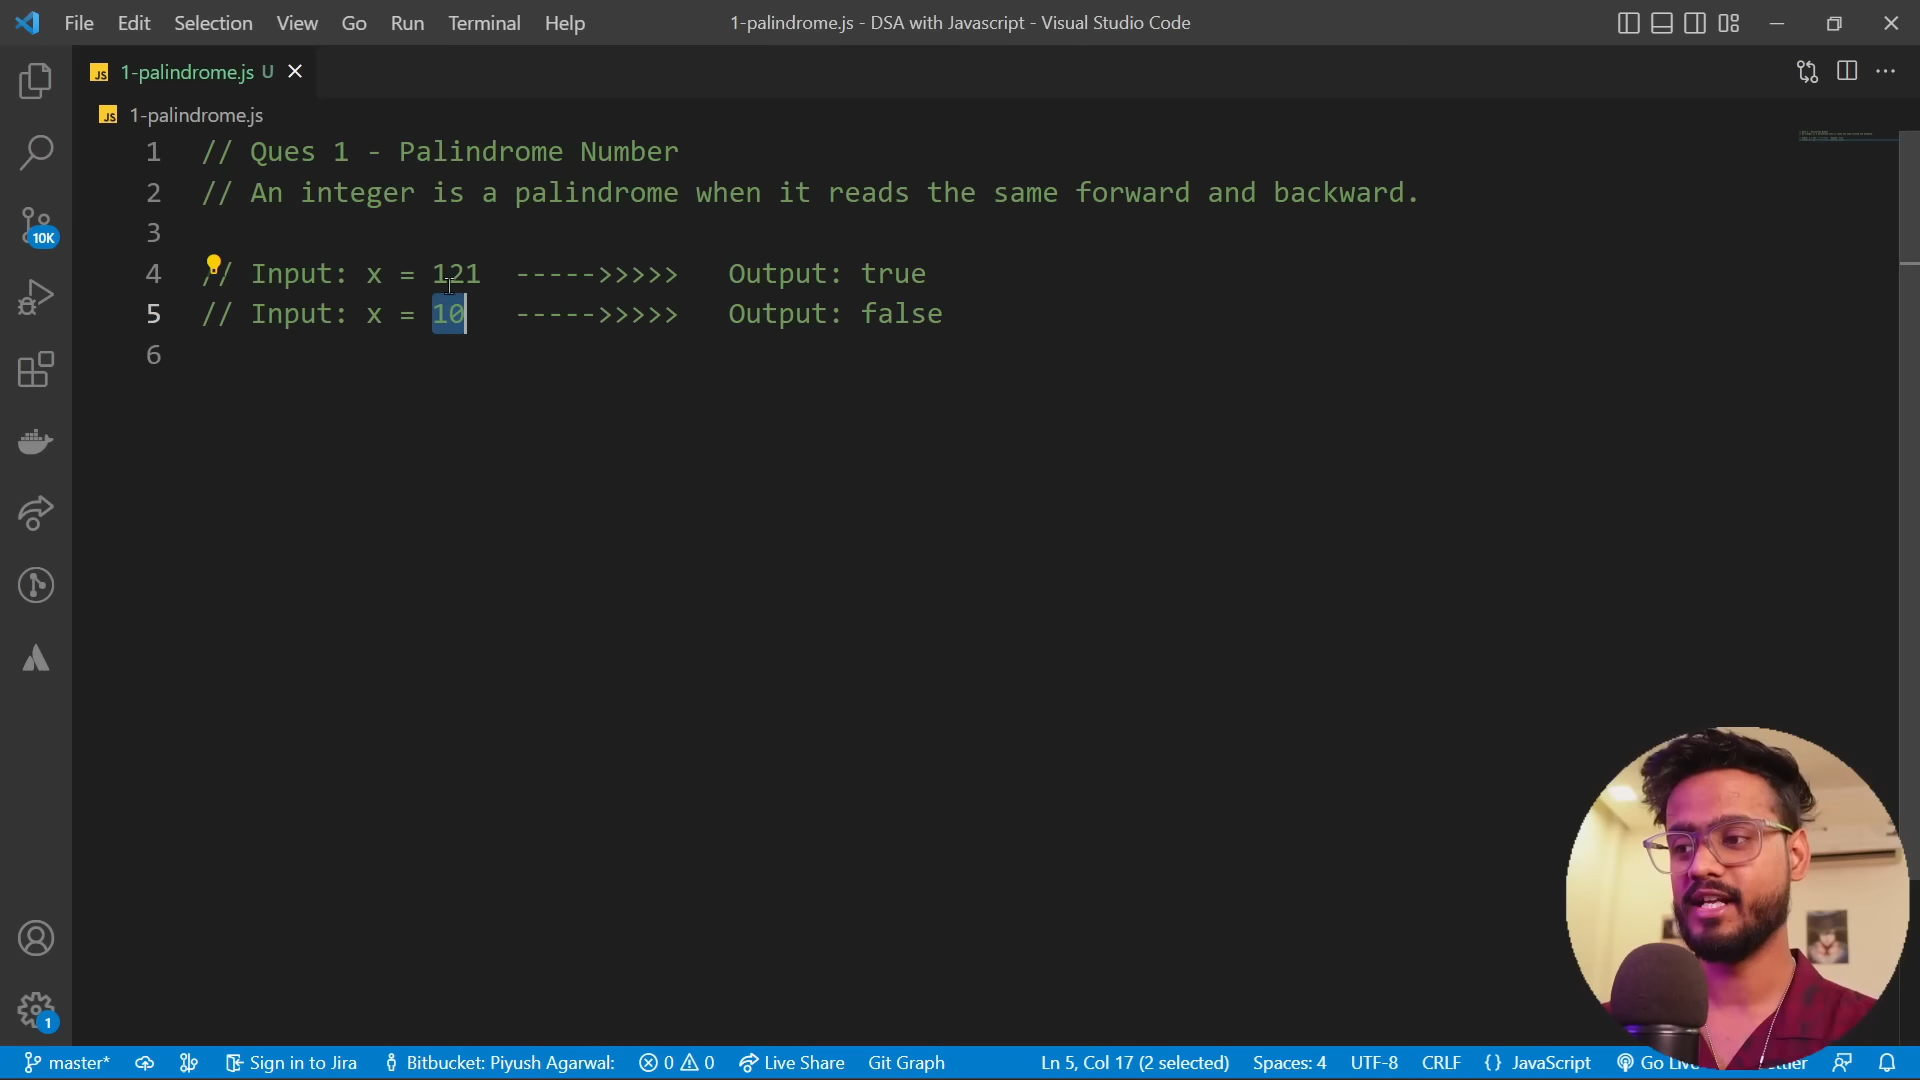 File Edit Selection View Go Run Terminal Help 1-palindrome.js - DSA with Javascript - Visual Studio Code
JS 1-palindrome.js U
JS 1-palindrome.js
1 // Ques 1 - Palindrome Number
2 // An integer is a palindrome when it reads the same forward and backward.
3
4 // Input: x = 121 ----->>>>> Output: true
5 // Input: x = 10 ----->>>>> Output: false
6
10K
1
master* Sign in to Jira Bitbucket: Piyush Agarwal: 0 0 Live Share Git Graph Ln 5, Col 17 (2 selected) Spaces: 4 UTF-8 CRLF {} JavaScript Go